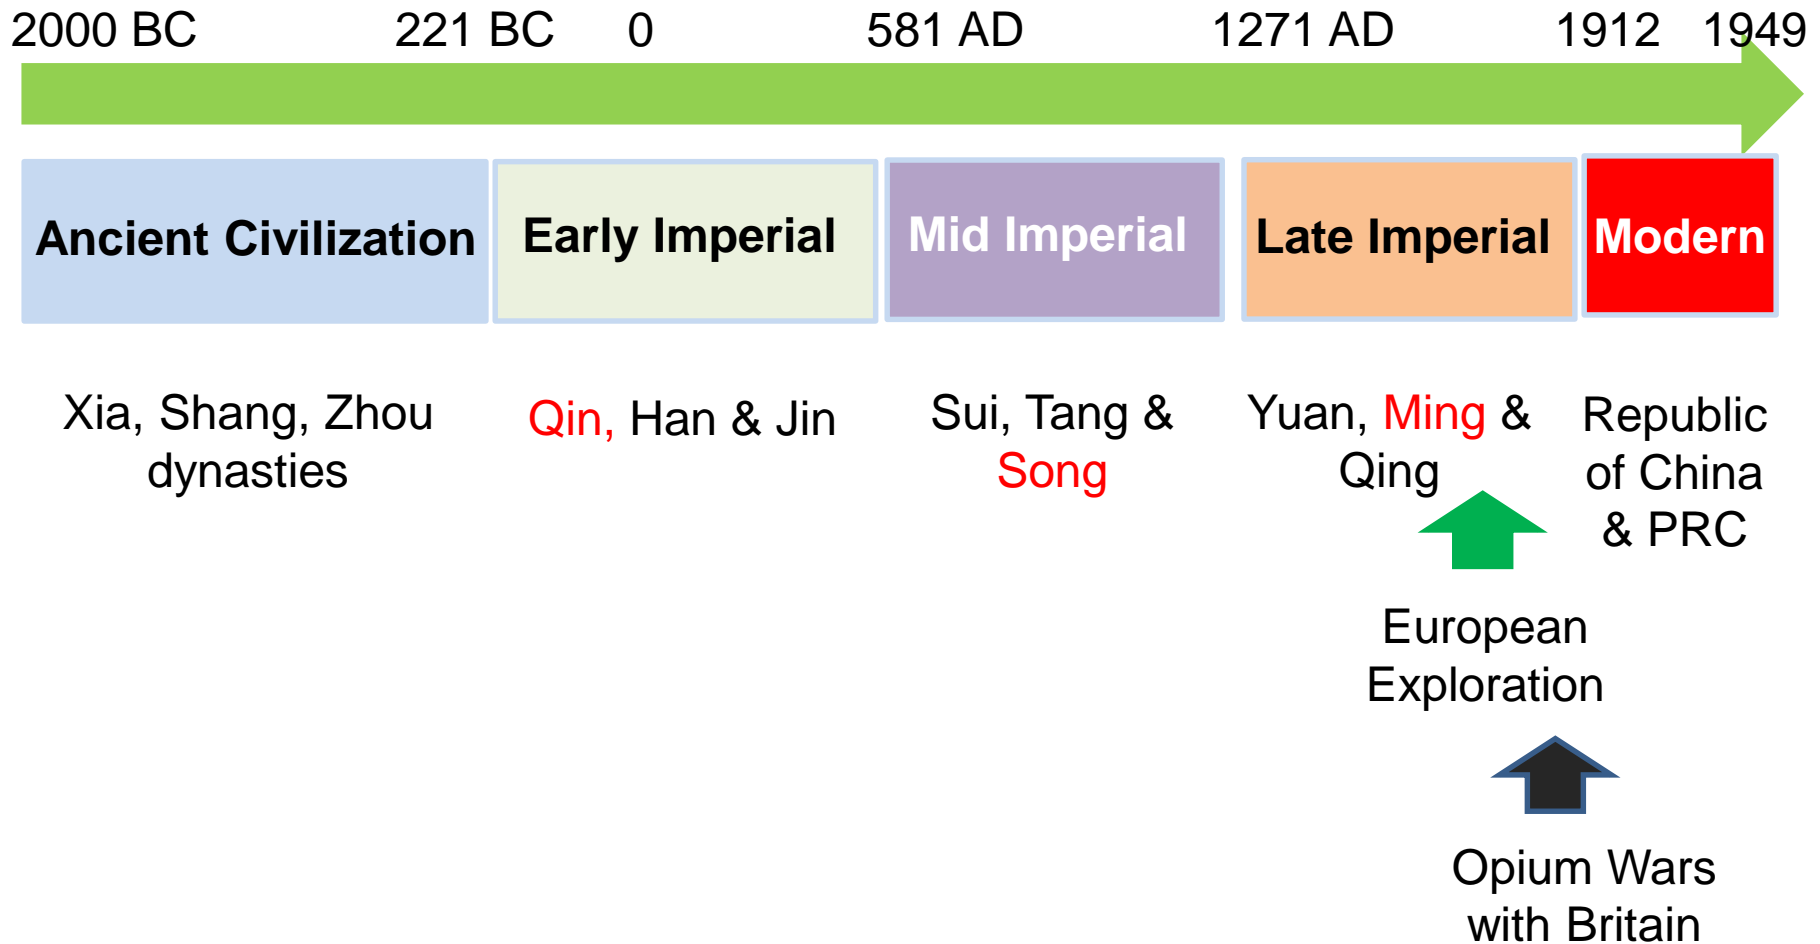 2000 BC 221 BC 0 581 AD 1271 AD 1912 1949
Ancient Civilization Early Imperial Mid Imperial Late Imperial Modern
Xia, Shang, Zhou
dynasties
Qin, Han & Jin
Sui, Tang &
Song
Yuan, Ming &
Qing
Republic
of China
& PRC
European
Exploration
Opium Wars
with Britain